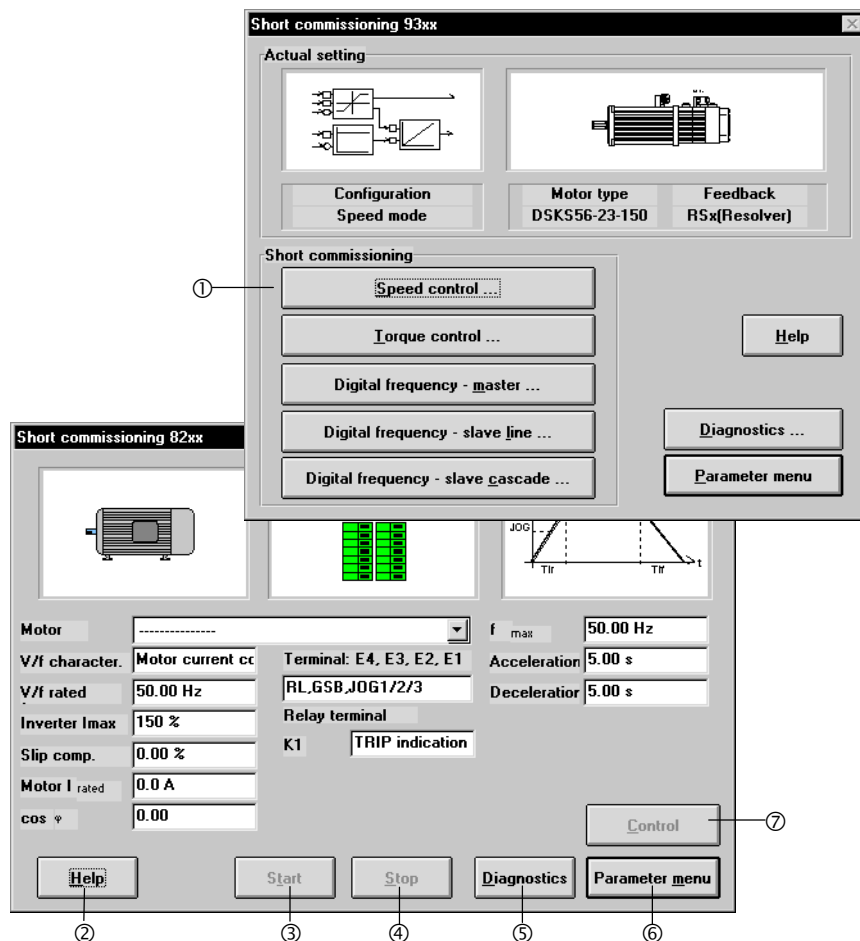 Short commissioning 93xx
Actual setting
Configuration
Speed mode
Motor type
Feedback
DSKS56-23-150
RSx(Resolver)
Short commissioning
① Speed control ...
Torque control ...
Help
Digital frequency - master ...
Digital frequency - slave line ...
Diagnostics ...
Digital frequency - slave cascade ...
Parameter menu
Short commissioning 82xx
JOG
Tir
Tif
t
Motor
---------------
f max
50.00 Hz
V/f character.
Motor current cc
Terminal: E4, E3, E2, E1
Acceleration
5.00 s
V/f rated
50.00 Hz
RL,GSB,JOG1/2/3
Deceleration
5.00 s
Inverter Imax
150 %
Relay terminal
K1
TRIP indication
Slip comp.
0.00 %
Motor I rated
0.0 A
cos φ
0.00
Control ⑦
Help
Start
Stop
Diagnostics
Parameter menu
② ③ ④ ⑤ ⑥